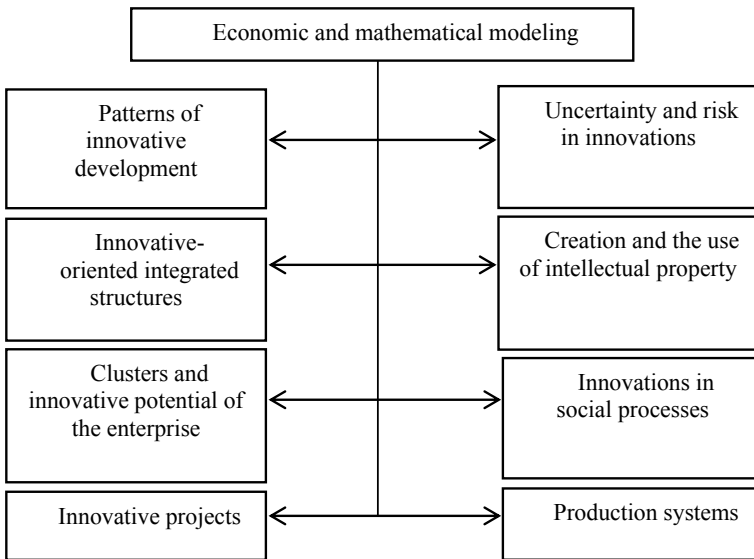 Economic and mathematical modeling
Patterns of
innovative
development
Uncertainty and risk
in innovations
Innovative-
oriented integrated
structures
Creation and the use
of intellectual property
Clusters and
innovative potential of
the enterprise
Innovations in
social processes
Innovative projects
Production systems